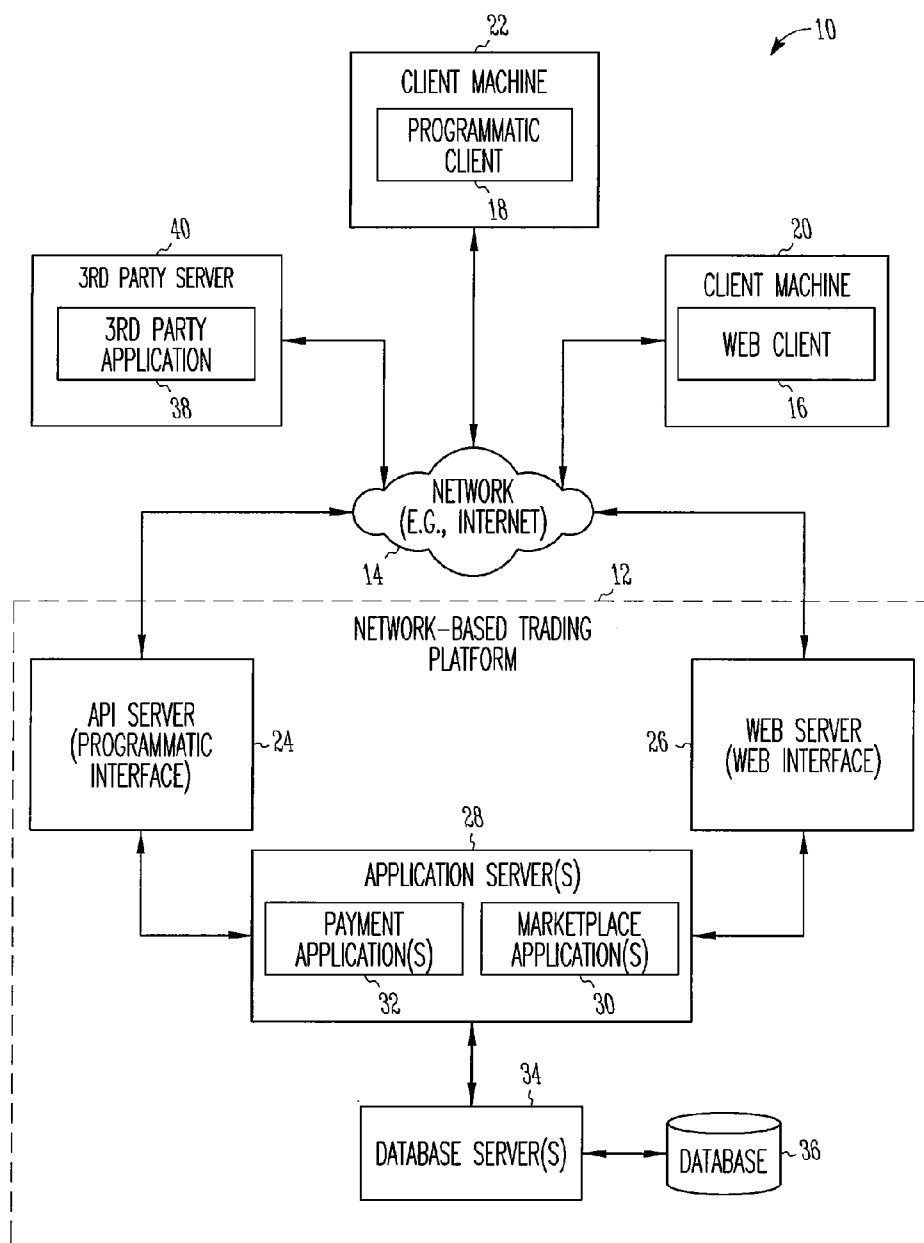 10
22
CLIENT MACHINE
PROGRAMMATIC
CLIENT
18
40
3RD PARTY SERVER
3RD PARTY
APPLICATION
38
20
CLIENT MACHINE
WEB CLIENT
16
NETWORK
(E.G., INTERNET)
14
12
NETWORK-BASED TRADING
PLATFORM
API SERVER
(PROGRAMMATIC
INTERFACE)
24
26
WEB SERVER
(WEB INTERFACE)
28
APPLICATION SERVER(S)
PAYMENT
APPLICATION(S)
32
MARKETPLACE
APPLICATION(S)
30
34
DATABASE SERVER(S)
DATABASE
36